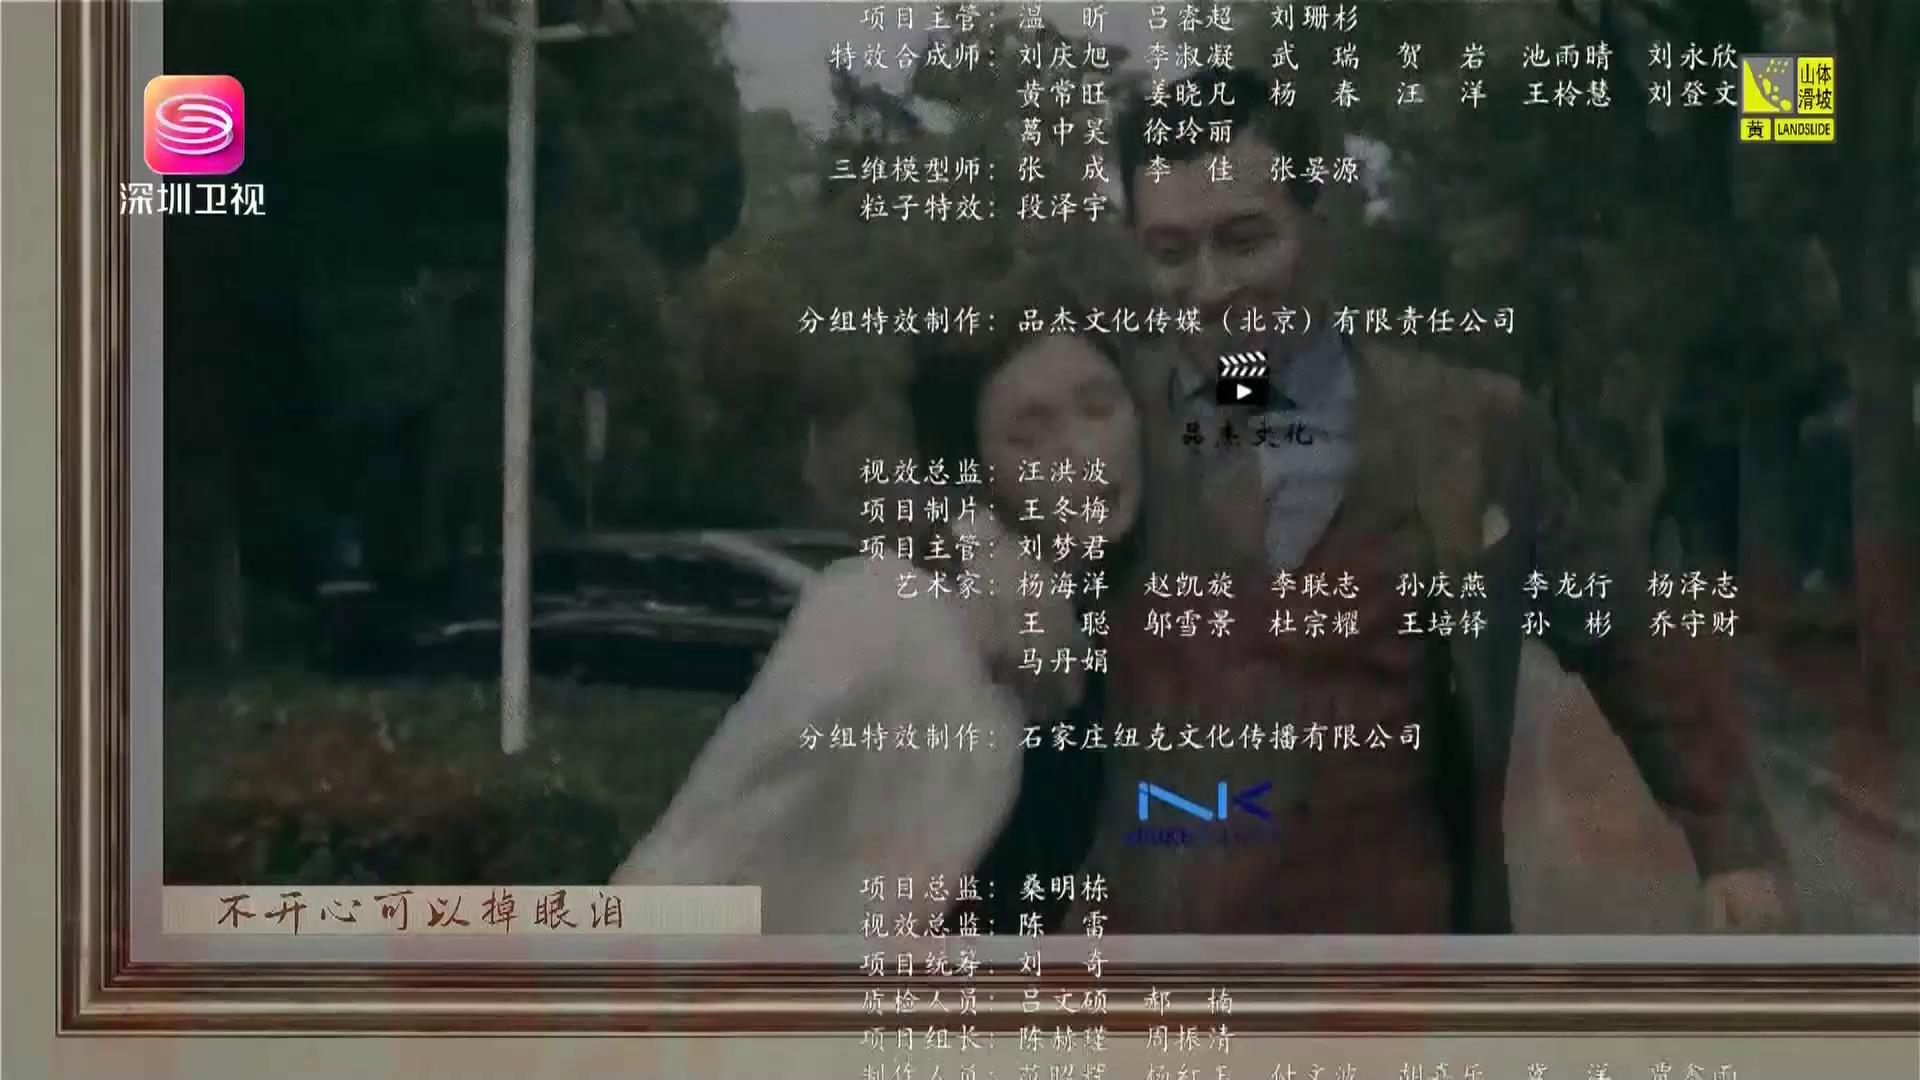 项目主管：温 昕 吕睿超 刘珊杉
特效合成师：刘庆旭 李淑凝 武 瑞 贺 岩 池雨晴 刘永欣
黄常旺 姜晓凡 杨 春 汪 洋 王柃慧 刘登文
萬中昊 徐玲丽
三维模型师：张 成 李 佳 张晏源
粒子特效：段泽宇
深圳卫视
山体
滑坡
黄 LANDSLIDE
分组特效制作：品杰文化传媒（北京）有限责任公司
品杰文化
视效总监：汪洪波
项目制片：王冬梅
项目主管：刘梦君
艺术家：杨海洋 赵凯旋 李联志 孙庆燕 李龙行 杨泽志
王 聪 邬雪景 杜宗耀 王培铎 孙 彬 乔守财
马丹娟
分组特效制作：石家庄纽克文化传播有限公司
NK
项目总监：桑明栋
视效总监：陈 雷
项目统筹：刘 奇
质检人员：吕文硕 郝 楠
项目组长：陈赫瑾 周振清
制作人员：
不开心可以掉眼泪